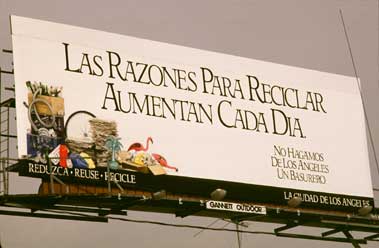 LAS RAZONES PARA RECICLAR
AUMENTAN CADA DIA.
NO HAGAMOS
DE LOS ANGELES
UN BASURERO.
REDUZCA • REUSE • RECICLE
LA CIUDAD DE LOS ANGELES
GANNETT OUTDOOR